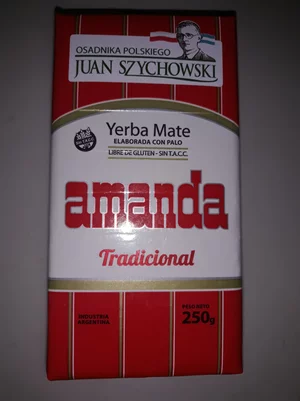 OSADNIKA POLSKIEGO
JUAN SZYCHOWSKI
Yerba Mate
ELABORADA CON PALO
LIBRE DE GLUTEN - SIN T.A.C.C.
amanda
Tradicional
INDUSTRIA
ARGENTINA
PESO NETO
250g